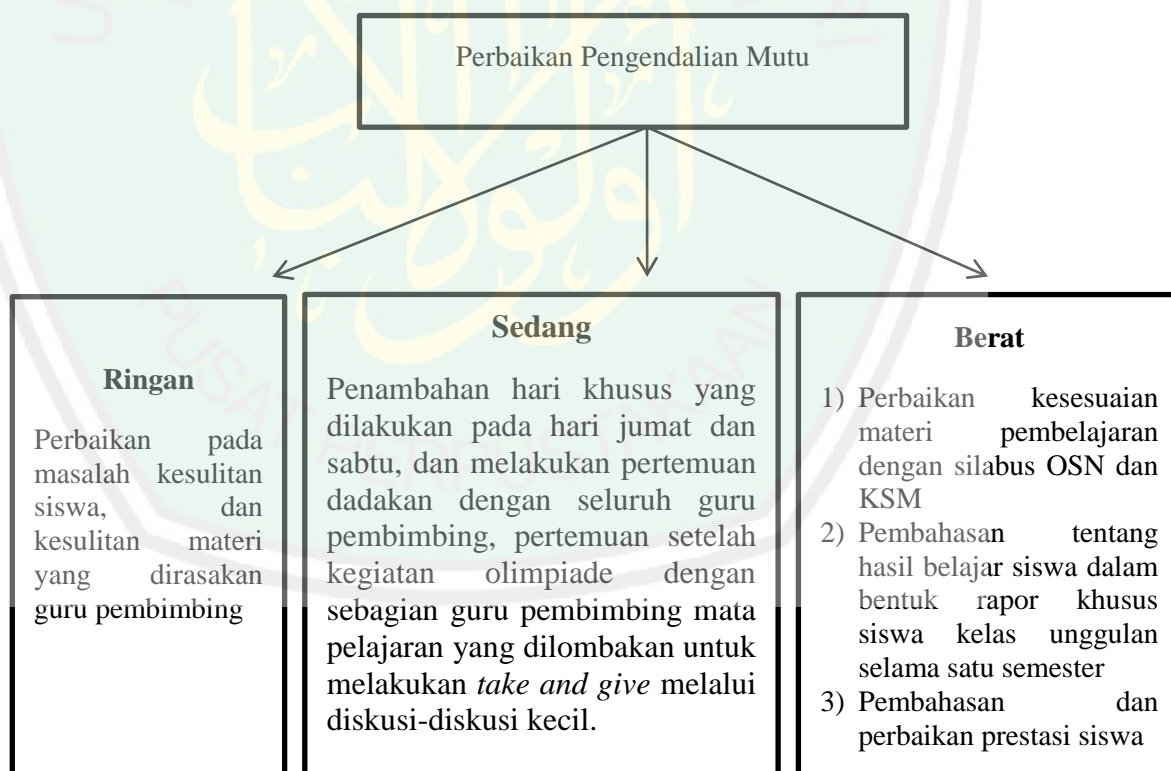 Perbaikan Pengendalian Mutu
Ringan
Perbaikan pada
masalah kesulitan
siswa, dan
kesulitan materi
yang dirasakan
guru pembimbing
Sedang
Penambahan hari khusus yang
dilakukan pada hari jumat dan
sabtu, dan melakukan pertemuan
dadakan dengan seluruh guru
pembimbing, pertemuan setelah
kegiatan olimpiade dengan
sebagian guru pembimbing mata
pelajaran yang dilombakan untuk
melakukan take and give melalui
diskusi-diskusi kecil.
Berat
1) Perbaikan kesesuaian
materi pembelajaran
dengan silabus OSN dan
KSM
2) Pembahasan tentang
hasil belajar siswa dalam
bentuk rapor khusus
siswa kelas unggulan
selama satu semester
3) Pembahasan dan
perbaikan prestasi siswa
PUSAT PERPUSTAKAAN